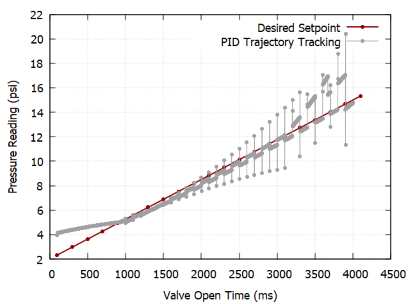 22
20
18
16
14
12
10
8
6
4
2
Pressure Reading (psi)
Desired Setpoint
PID Trajectory Tracking
0 500 1000 1500 2000 2500 3000 3500 4000 4500
Valve Open Time (ms)